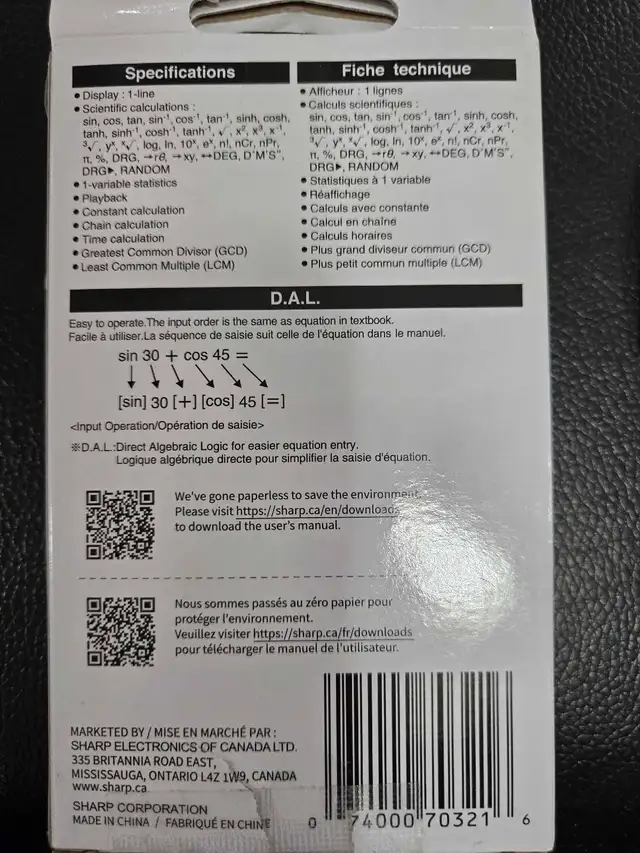 Specifications
• Display : 1-line
• Scientific calculations :
sin, cos, tan, sin⁻¹, cos⁻¹, tan⁻¹, sinh, cosh,
tanh, sinh⁻¹, cosh⁻¹, tanh⁻¹, √, x², x³, x⁻¹,
³√, yˣ, ˣ√, log, ln, 10ˣ, eˣ, n!, nCr, nPr,
π, %, DRG, →rθ, →xy, ↔DEG, D˚M'S",
DRG▶, RANDOM
• 1-variable statistics
• Playback
• Constant calculation
• Chain calculation
• Time calculation
• Greatest Common Divisor (GCD)
• Least Common Multiple (LCM)
Fiche technique
• Afficheur : 1 lignes
• Calculs scientifiques :
sin, cos, tan, sin⁻¹, cos⁻¹, tan⁻¹, sinh, cosh,
tanh, sinh⁻¹, cosh⁻¹, tanh⁻¹, √, x², x³, x⁻¹,
³√, yˣ, ˣ√, log, ln, 10ˣ, eˣ, n!, nCr, nPr,
π, %, DRG, →rθ, →xy, ↔DEG, D˚M'S",
DRG▶, RANDOM
• Statistiques à 1 variable
• Réaffichage
• Calculs avec constante
• Calcul en chaîne
• Calculs horaires
• Plus grand diviseur commun (GCD)
• Plus petit commun multiple (LCM)
D.A.L.
Easy to operate.The input order is the same as equation in textbook.
Facile à utiliser.La séquence de saisie suit celle de l'équation dans le manuel.
sin 30 + cos 45 =
[sin] 30 [+] [cos] 45 [=]
<Input Operation/Opération de saisie>
※D.A.L.:Direct Algebraic Logic for easier equation entry.
Logique algébrique directe pour simplifier la saisie d'équation.
We've gone paperless to save the environment.
Please visit https://sharp.ca/en/downloads
to download the user's manual.
Nous sommes passés au zéro papier pour
protéger l'environnement.
Veuillez visiter https://sharp.ca/fr/downloads
pour télécharger le manuel de l'utilisateur.
MARKETED BY / MISE EN MARCHÉ PAR :
SHARP ELECTRONICS OF CANADA LTD.
335 BRITANNIA ROAD EAST,
MISSISSAUGA, ONTARIO L4Z 1W9, CANADA
www.sharp.ca
SHARP CORPORATION
MADE IN CHINA / FABRIQUÉ EN CHINE
0 74000 70321 6